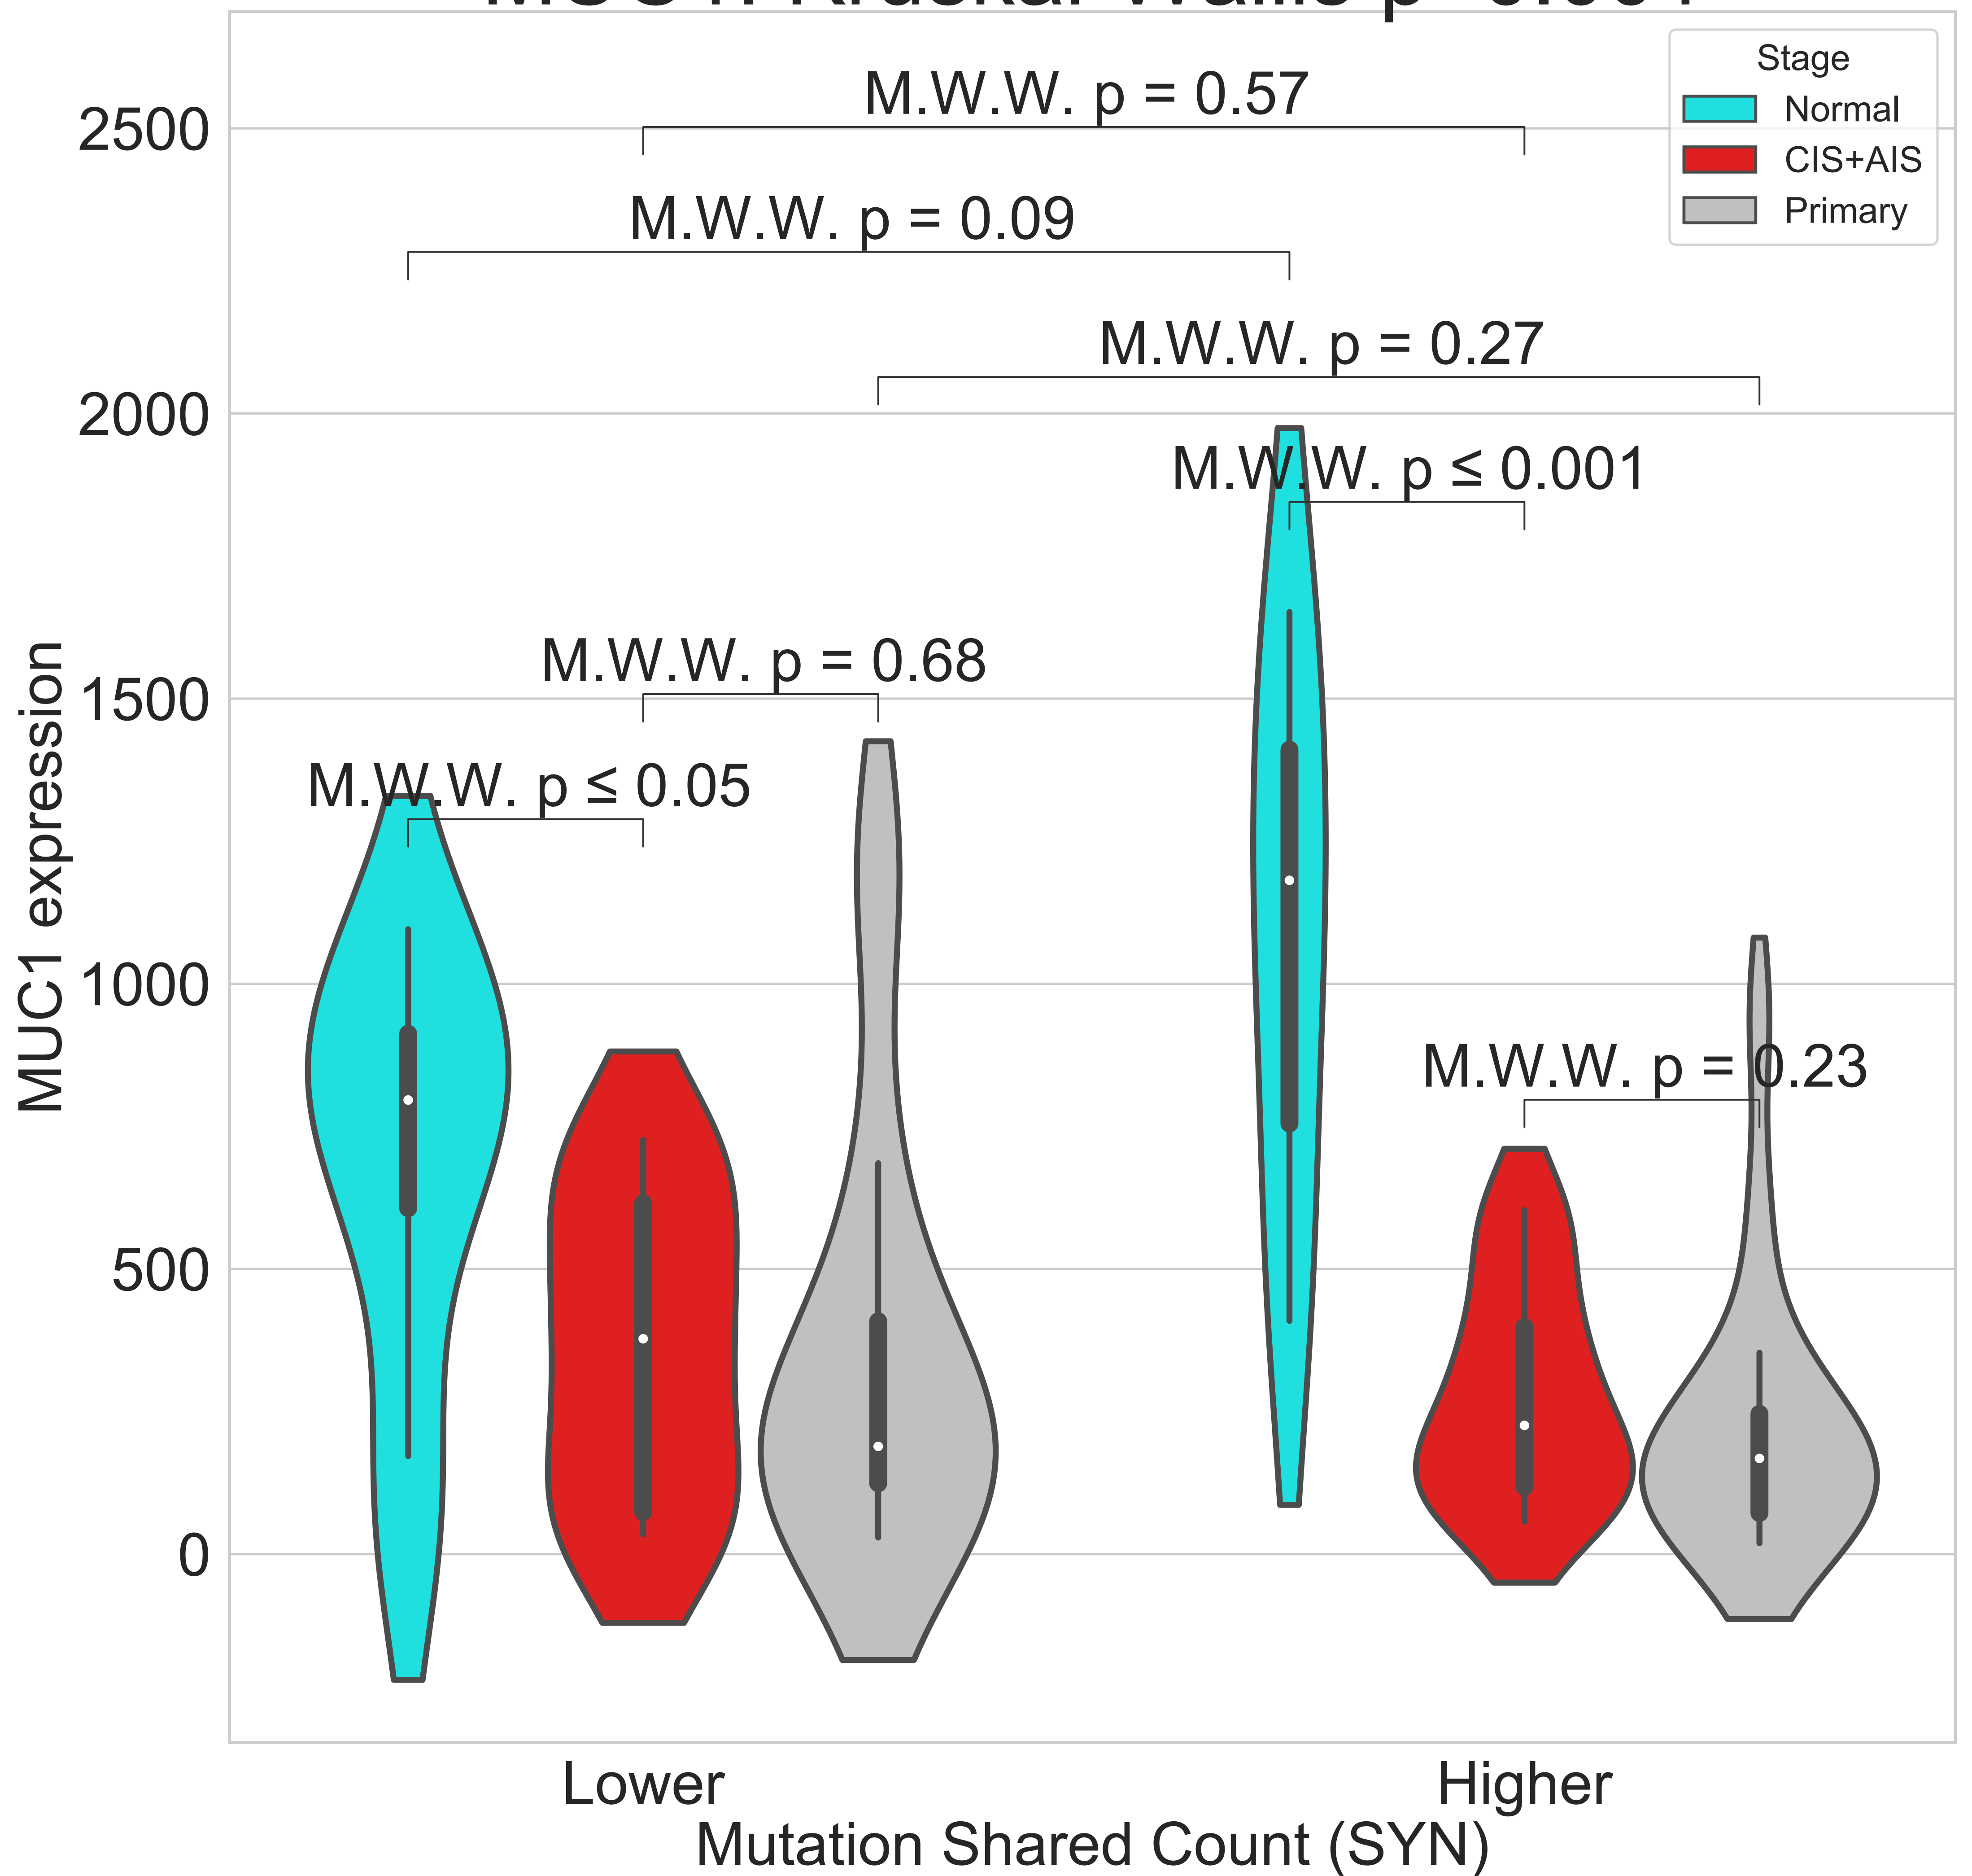 Stage
Normal
CIS+AIS
Primary
M.W.W. p = 0.57
M.W.W. p = 0.09
M.W.W. p = 0.27
M.W.W. p ≤ 0.001
M.W.W. p = 0.68
M.W.W. p ≤ 0.05
M.W.W. p = 0.23
2500
2000
1500
1000
500
0
MUC1 expression
Lower
Higher
Mutation Shared Count (SYN)